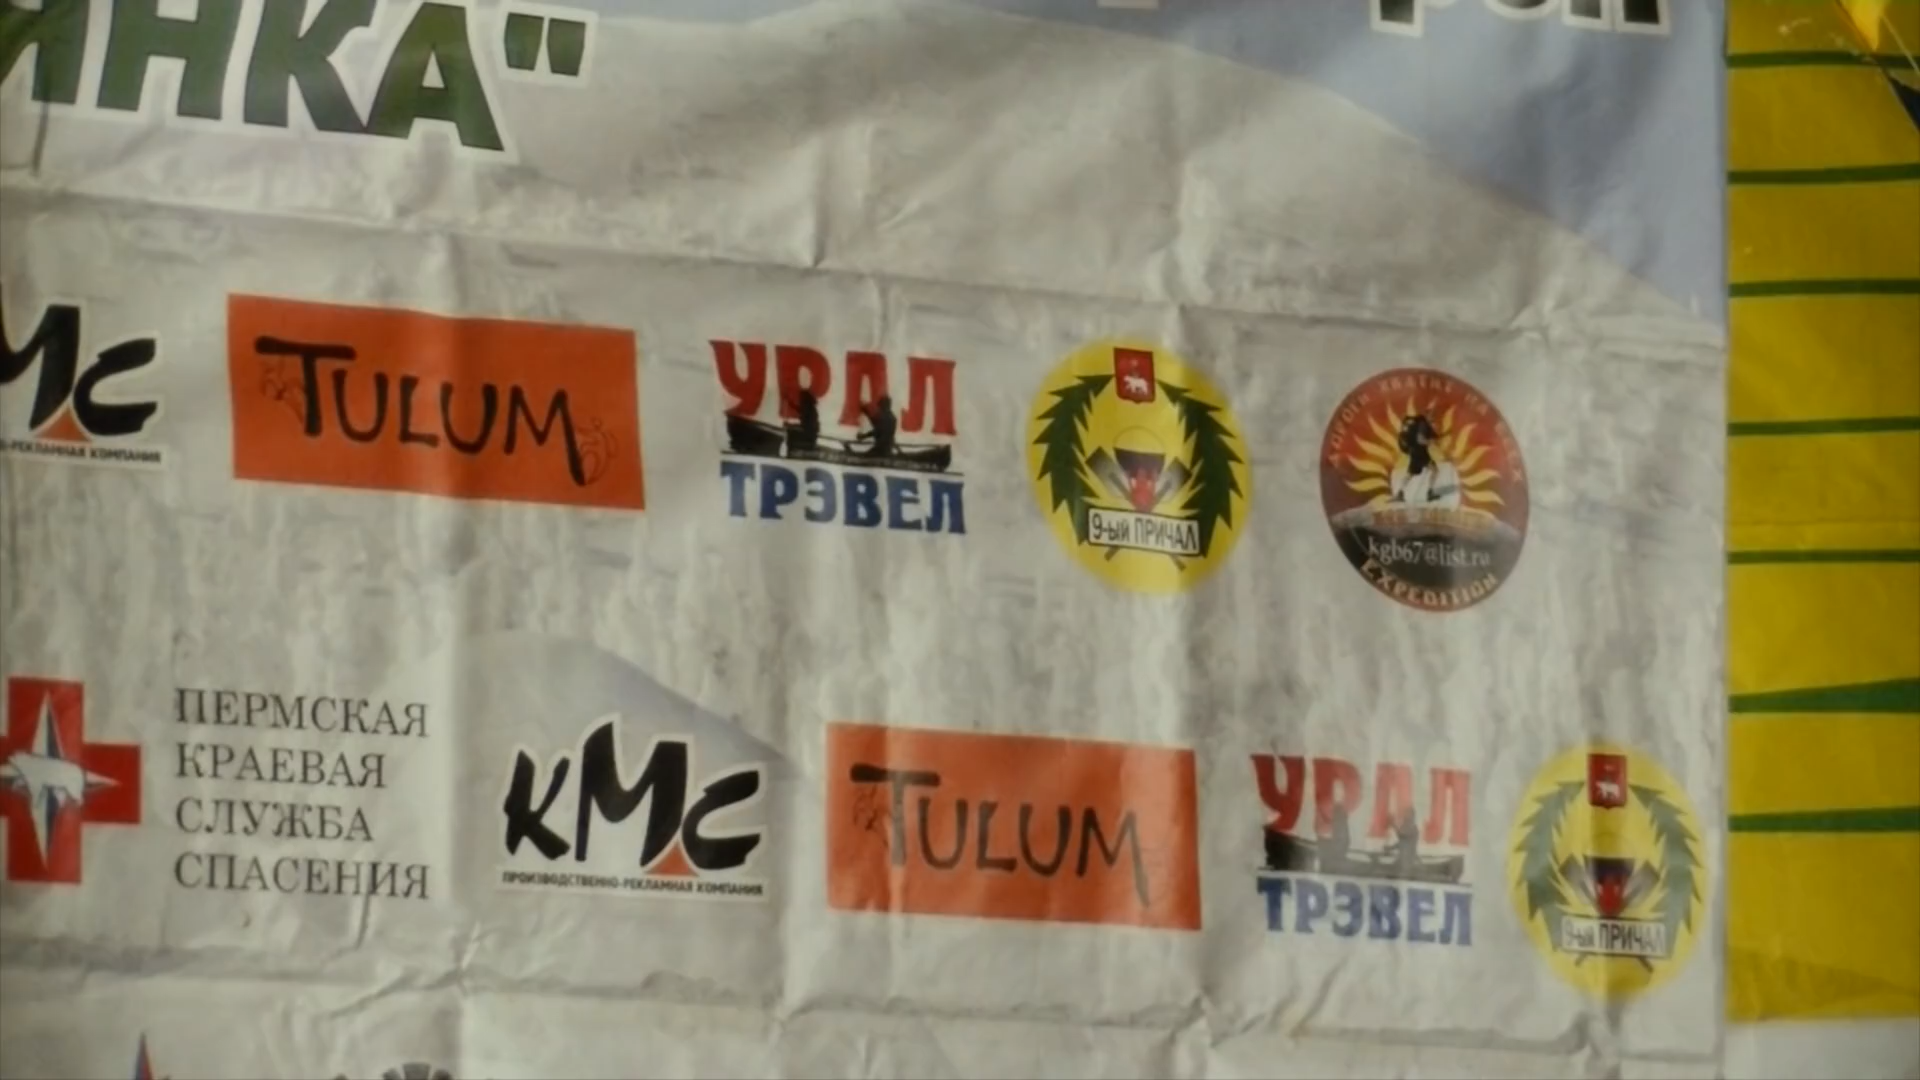 НКА"
МС
РЕКЛАМНАЯ КОМПАНИЯ
TULUM
УРАЛ
ТРЭВЕЛ
9-ый ПРИЧАЛ
kgb67@list.ru
EXPEDITION
ПЕРМСКАЯ
КРАЕВАЯ
СЛУЖБА
СПАСЕНИЯ
КМС
ПРОИЗВОДСТВЕННО-РЕКЛАМНАЯ КОМПАНИЯ
TULUM
УРАЛ
ТРЭВЕЛ
9-ый ПРИЧАЛ